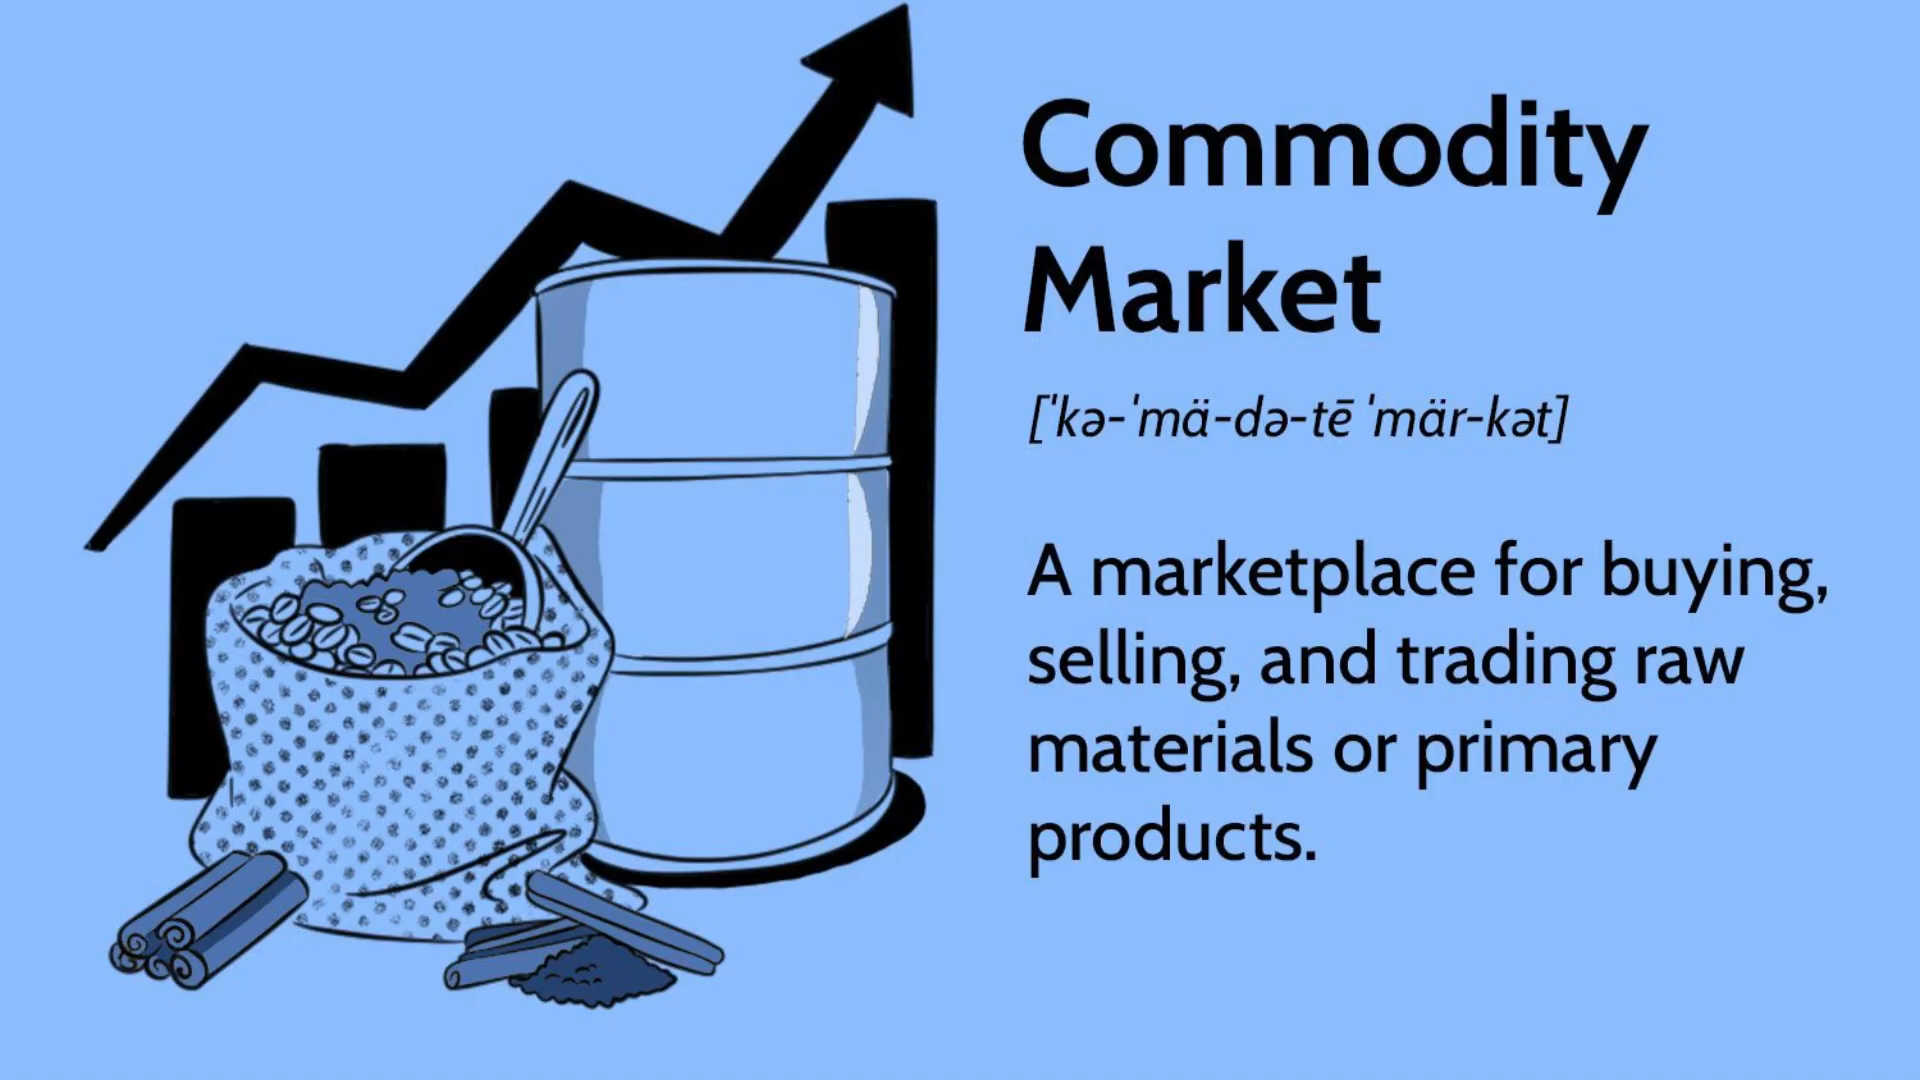 Commodity
Market
[ˈkə-ˈmä-də-tē ˈmär-kət]
A marketplace for buying,
selling, and trading raw
materials or primary
products.